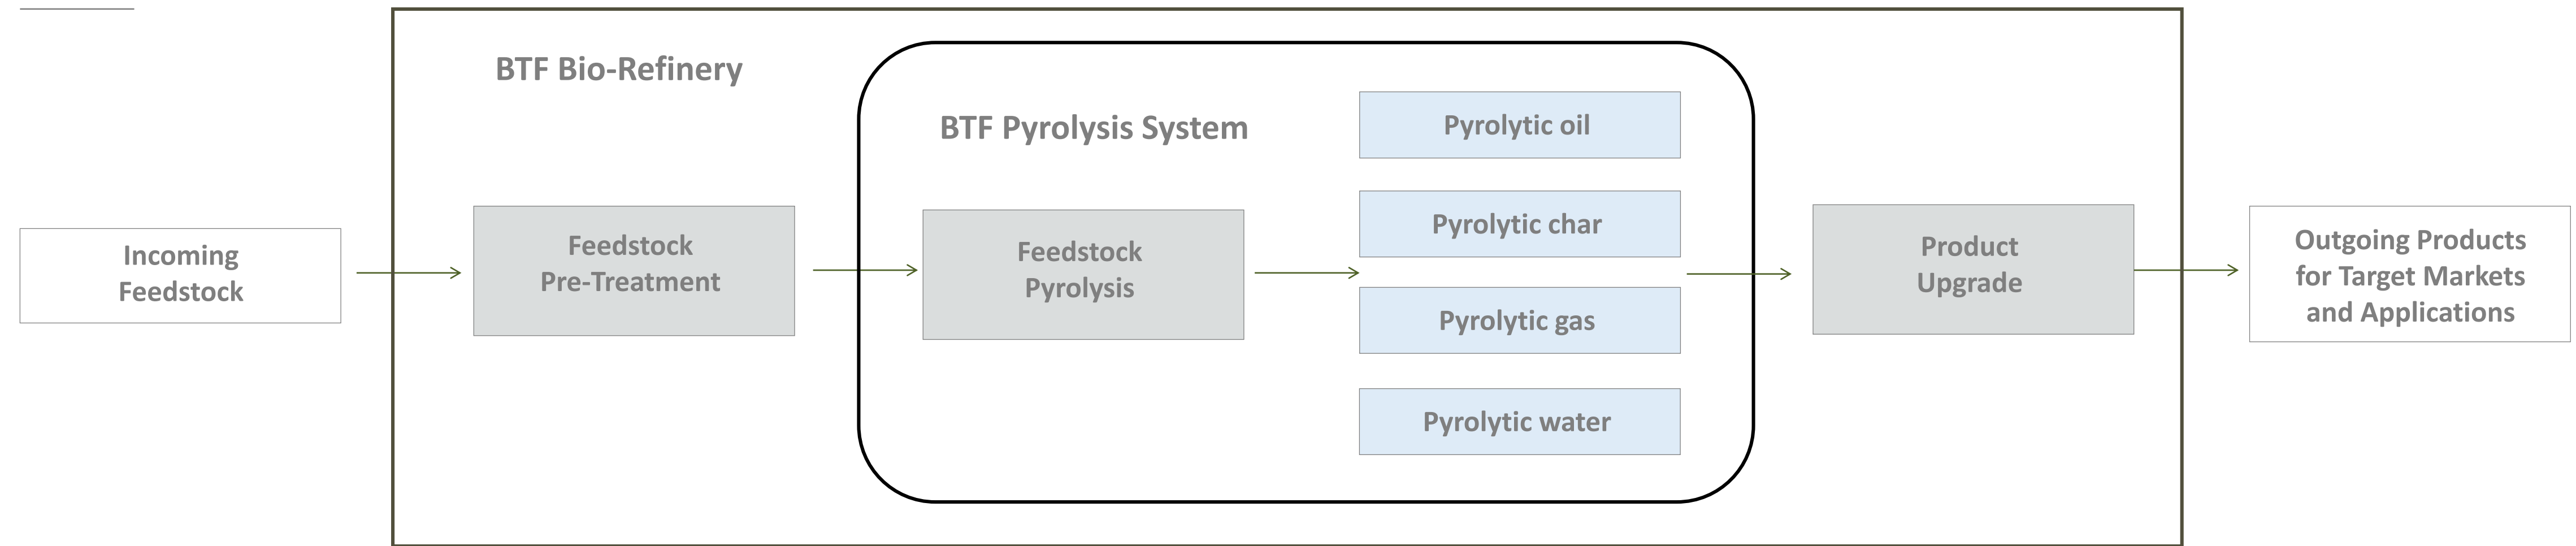 BTF Bio-Refinery
BTF Pyrolysis System
Incoming
Feedstock
Feedstock
Pre-Treatment
Feedstock
Pyrolysis
Pyrolytic oil
Pyrolytic char
Pyrolytic gas
Pyrolytic water
Product
Upgrade
Outgoing Products
for Target Markets
and Applications